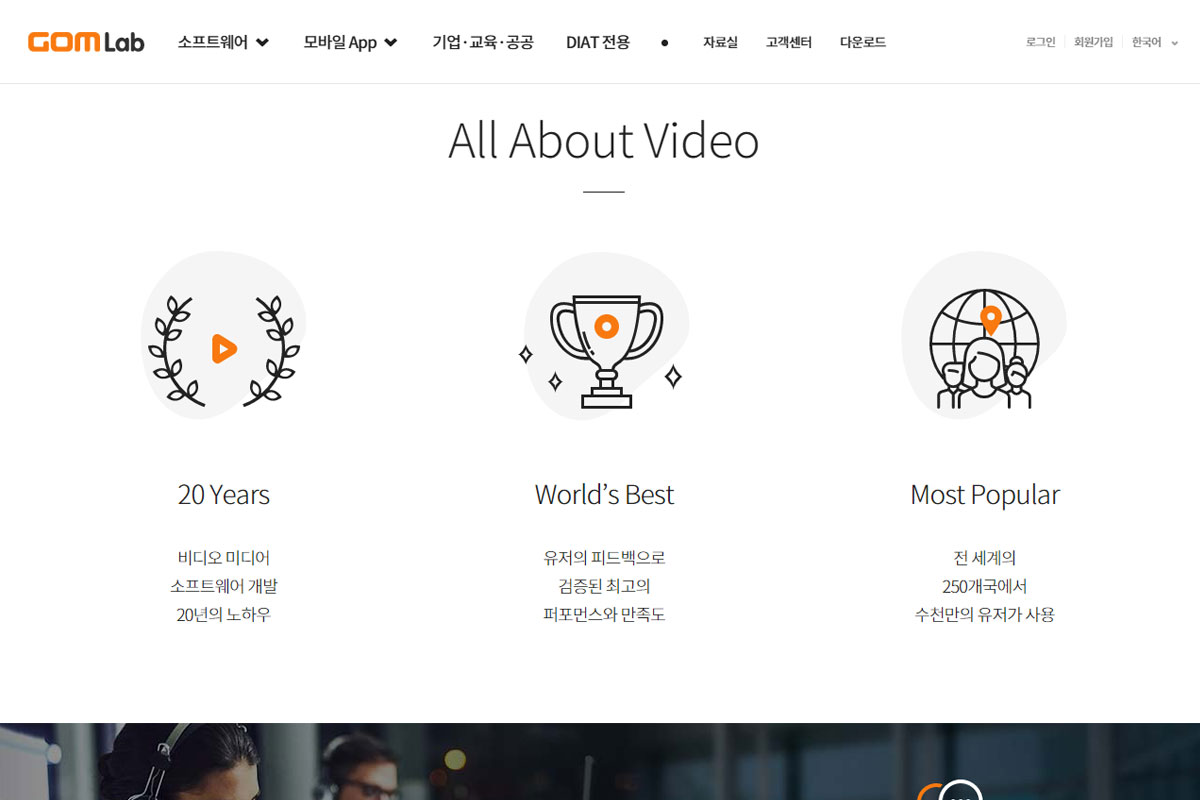 GOM Lab
소프트웨어
모바일 App
기업·교육·공공
DIAT 전용
자료실
고객센터
다운로드
로그인
회원가입
한국어
All About Video
20 Years
비디오 미디어
소프트웨어 개발
20년의 노하우
World’s Best
유저의 피드백으로
검증된 최고의
퍼포먼스와 만족도
Most Popular
전 세계의
250개국에서
수천만의 유저가 사용